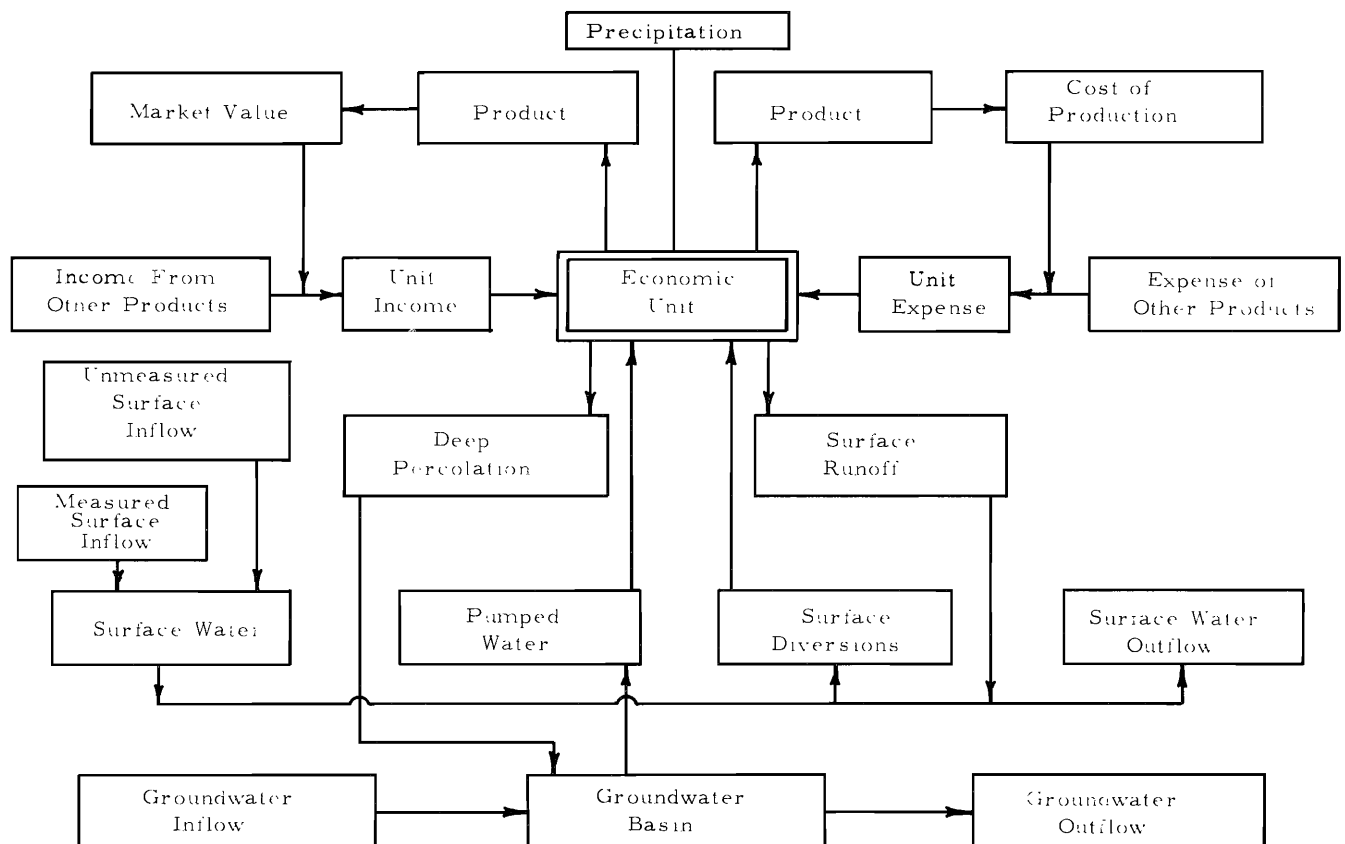 Precipitation
Market Value
Product
Product
Cost of
Production
Income From
Other Products
Unit
Income
Economic
Unit
Unit
Expense
Expense of
Other Products
Unmeasured
Surface
Inflow
Deep
Percolation
Surface
Runoff
Measured
Surface
Inflow
Surface Water
Pumped
Water
Surface
Diversions
Surface Water
Outflow
Groundwater
Inflow
Groundwater
Basin
Groundwater
Outflow